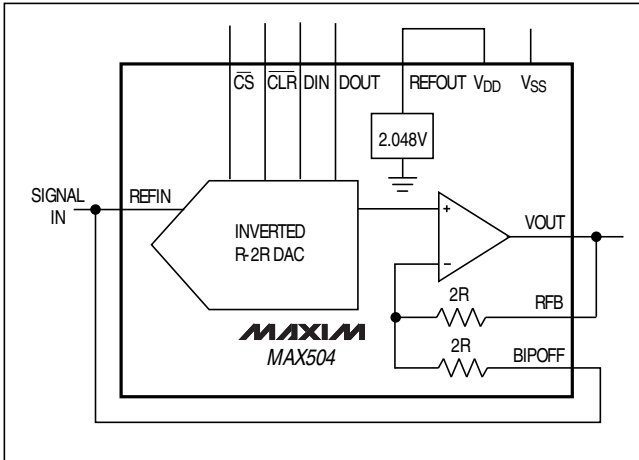 CS CLR DIN DOUT REFOUT VDD VSS
2.048V
SIGNAL
IN
REFIN
INVERTED
R-2R DAC
+
−
VOUT
2R
RFB
2R
BIPOFF
MAXIM
MAX504